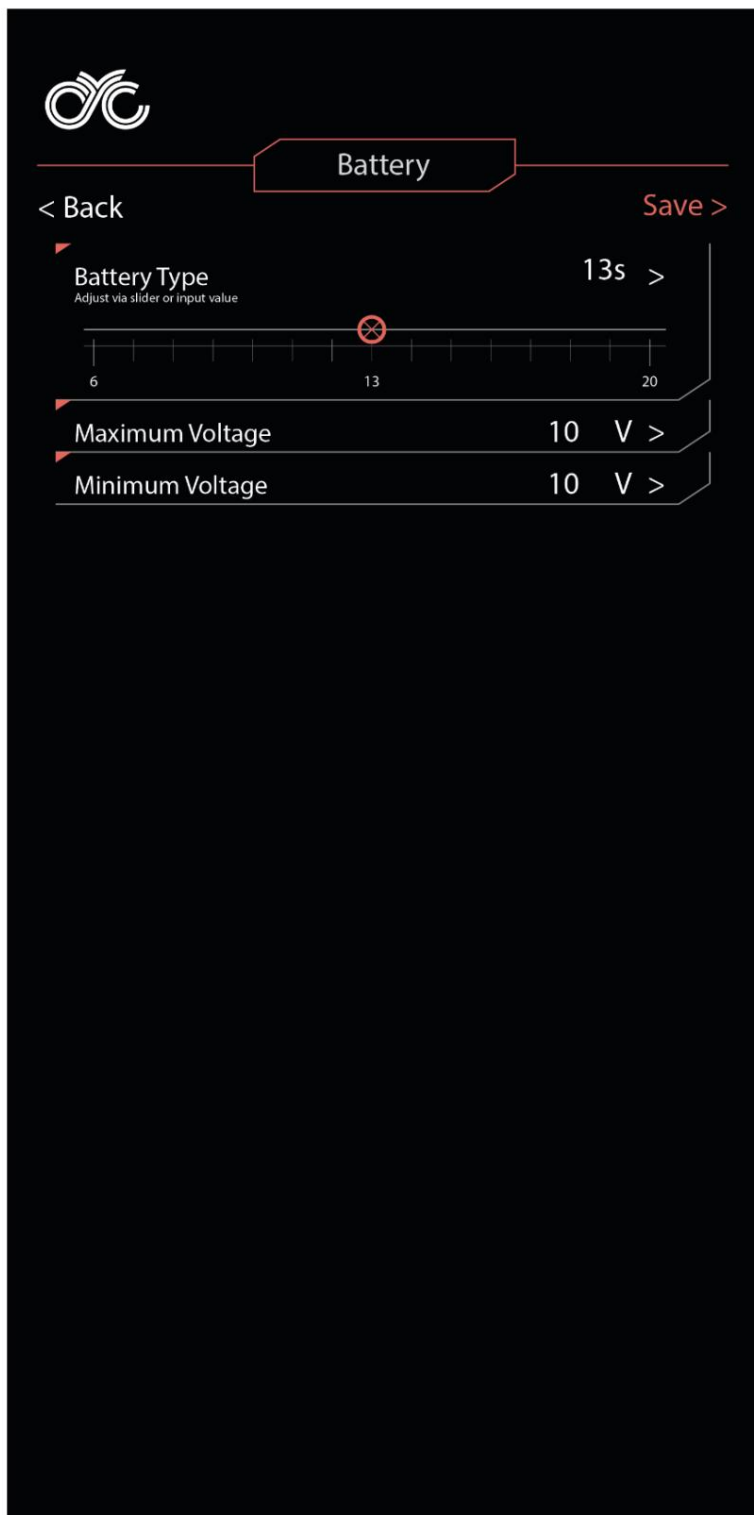 CYC
Battery
< Back
Save >
Battery Type
13s >
Adjust via slider or input value
6 13 20
Maximum Voltage 10 V >
Minimum Voltage 10 V >